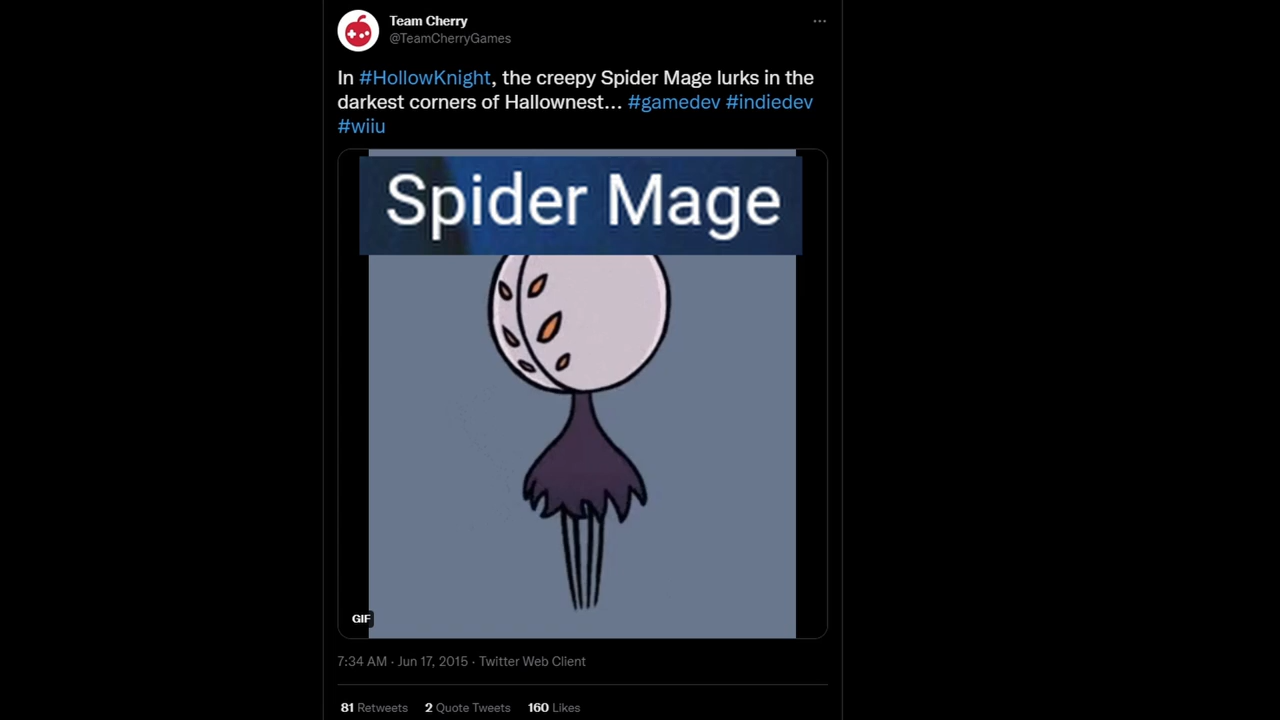 Team Cherry
@TeamCherryGames
In #HollowKnight, the creepy Spider Mage lurks in the
darkest corners of Hallownest... #gamedev #indiedev
#wiiu
Spider Mage
GIF
7:34 AM · Jun 17, 2015 · Twitter Web Client
81 Retweets 2 Quote Tweets 160 Likes